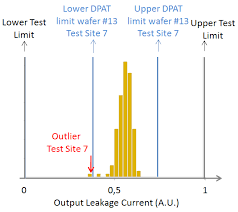 Lower Test
Limit
Lower DPAT
limit wafer #13
Test Site 7
Upper DPAT
limit wafer #13
Test Site 7
Upper Test
Limit
Outlier
Test Site 7
0
0,5
1
Output Leakage Current (A.U.)